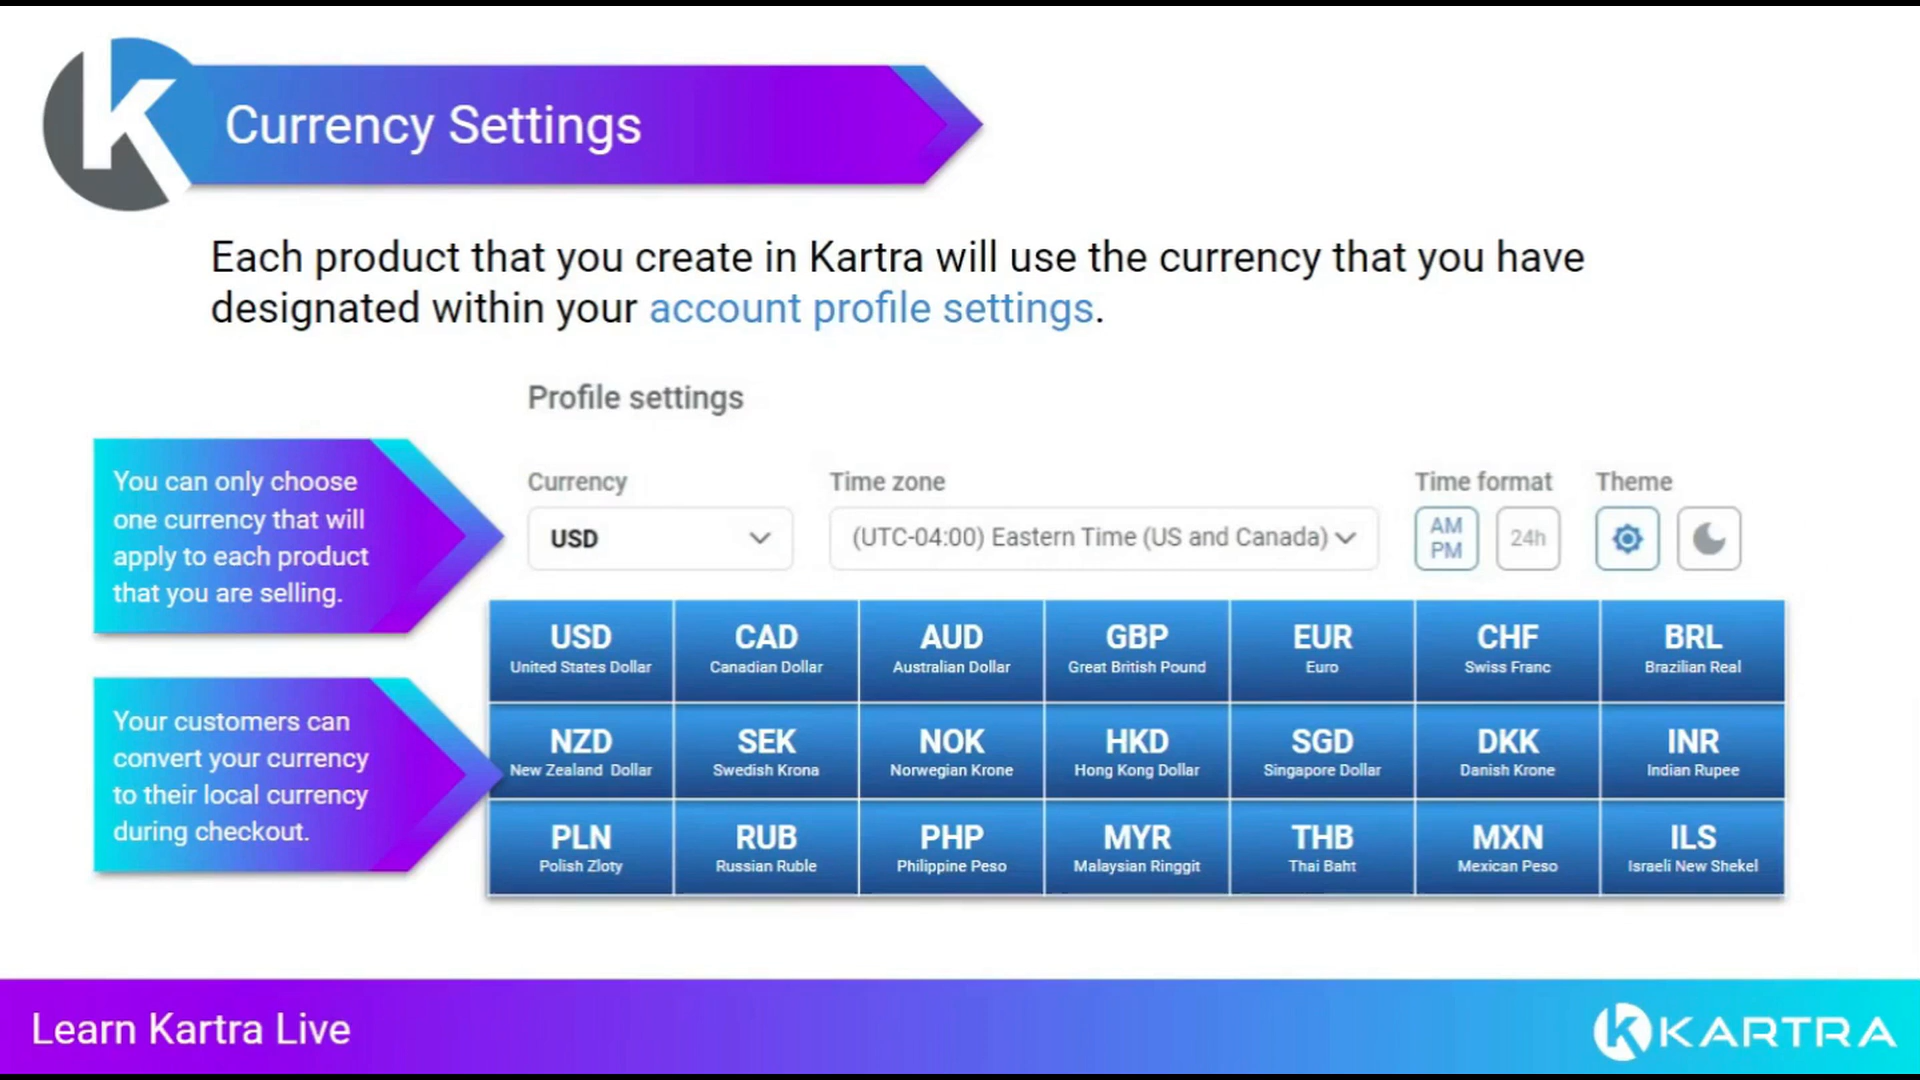 Currency Settings
Each product that you create in Kartra will use the currency that you have
designated within your account profile settings.
Profile settings
You can only choose
one currency that will
apply to each product
that you are selling.
Currency
Time zone
Time format
Theme
USD
(UTC-04:00) Eastern Time (US and Canada)
AM
PM
24h
USD
United States Dollar
CAD
Canadian Dollar
AUD
Australian Dollar
GBP
Great British Pound
EUR
Euro
CHF
Swiss Franc
BRL
Brazilian Real
Your customers can
convert your currency
to their local currency
during checkout.
NZD
New Zealand Dollar
SEK
Swedish Krona
NOK
Norwegian Krone
HKD
Hong Kong Dollar
SGD
Singapore Dollar
DKK
Danish Krone
INR
Indian Rupee
PLN
Polish Zloty
RUB
Russian Ruble
PHP
Philippine Peso
MYR
Malaysian Ringgit
THB
Thai Baht
MXN
Mexican Peso
ILS
Israeli New Shekel
Learn Kartra Live
KARTRA